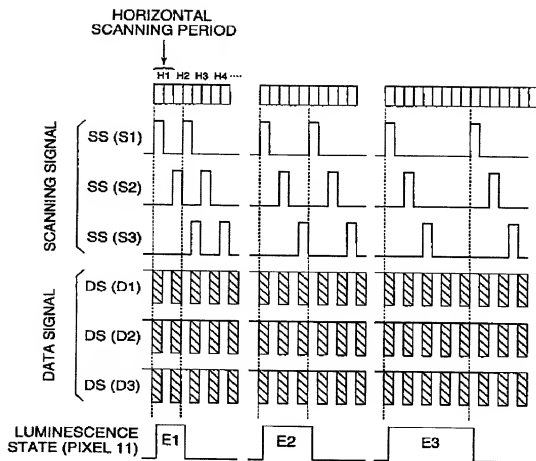 HORIZONTAL
SCANNING PERIOD
H1 H2 H3 H4 ····
SCANNING SIGNAL
SS (S1)
SS (S2)
SS (S3)
DATA SIGNAL
DS (D1)
DS (D2)
DS (D3)
LUMINESCENCE
STATE (PIXEL 11)
E1
E2
E3